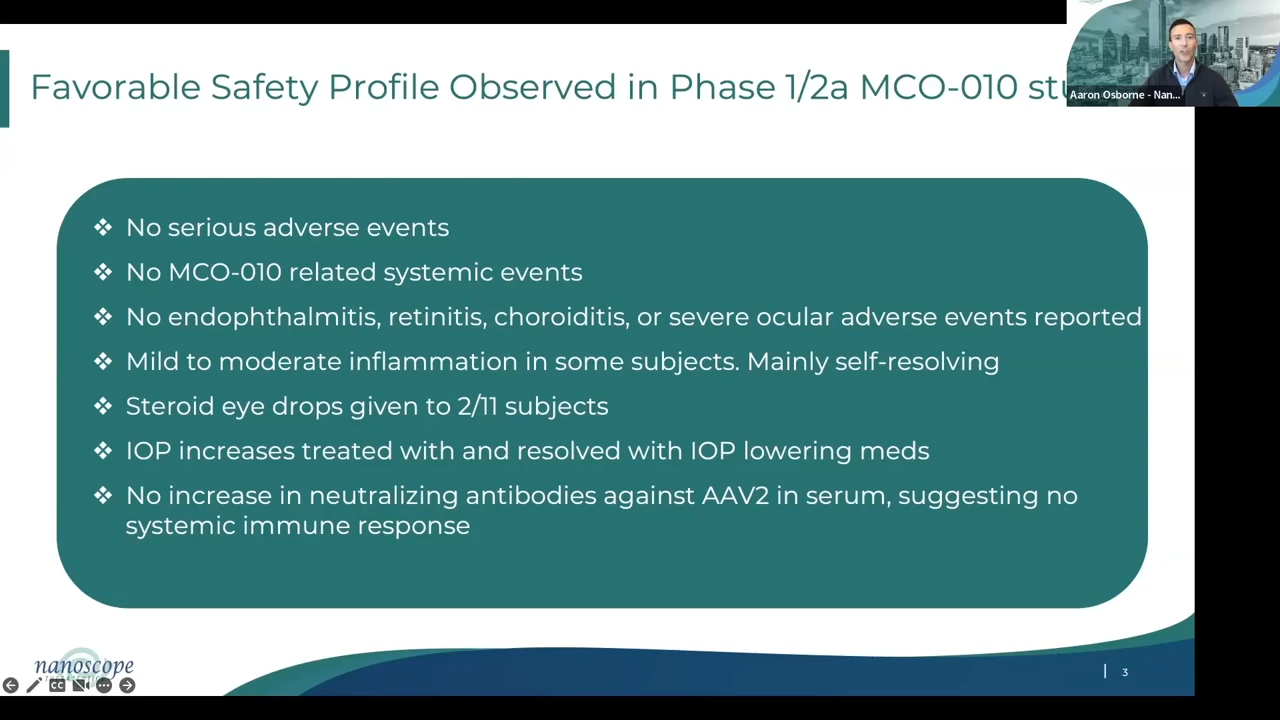 Favorable Safety Profile Observed in Phase 1/2a MCO-010
Aaron Osborne - Nan...
❖ No serious adverse events
❖ No MCO-010 related systemic events
❖ No endophthalmitis, retinitis, choroiditis, or severe ocular adverse events reported
❖ Mild to moderate inflammation in some subjects. Mainly self-resolving
❖ Steroid eye drops given to 2/11 subjects
❖ IOP increases treated with and resolved with IOP lowering meds
❖ No increase in neutralizing antibodies against AAV2 in serum, suggesting no
systemic immune response
nanoscope
CC
3